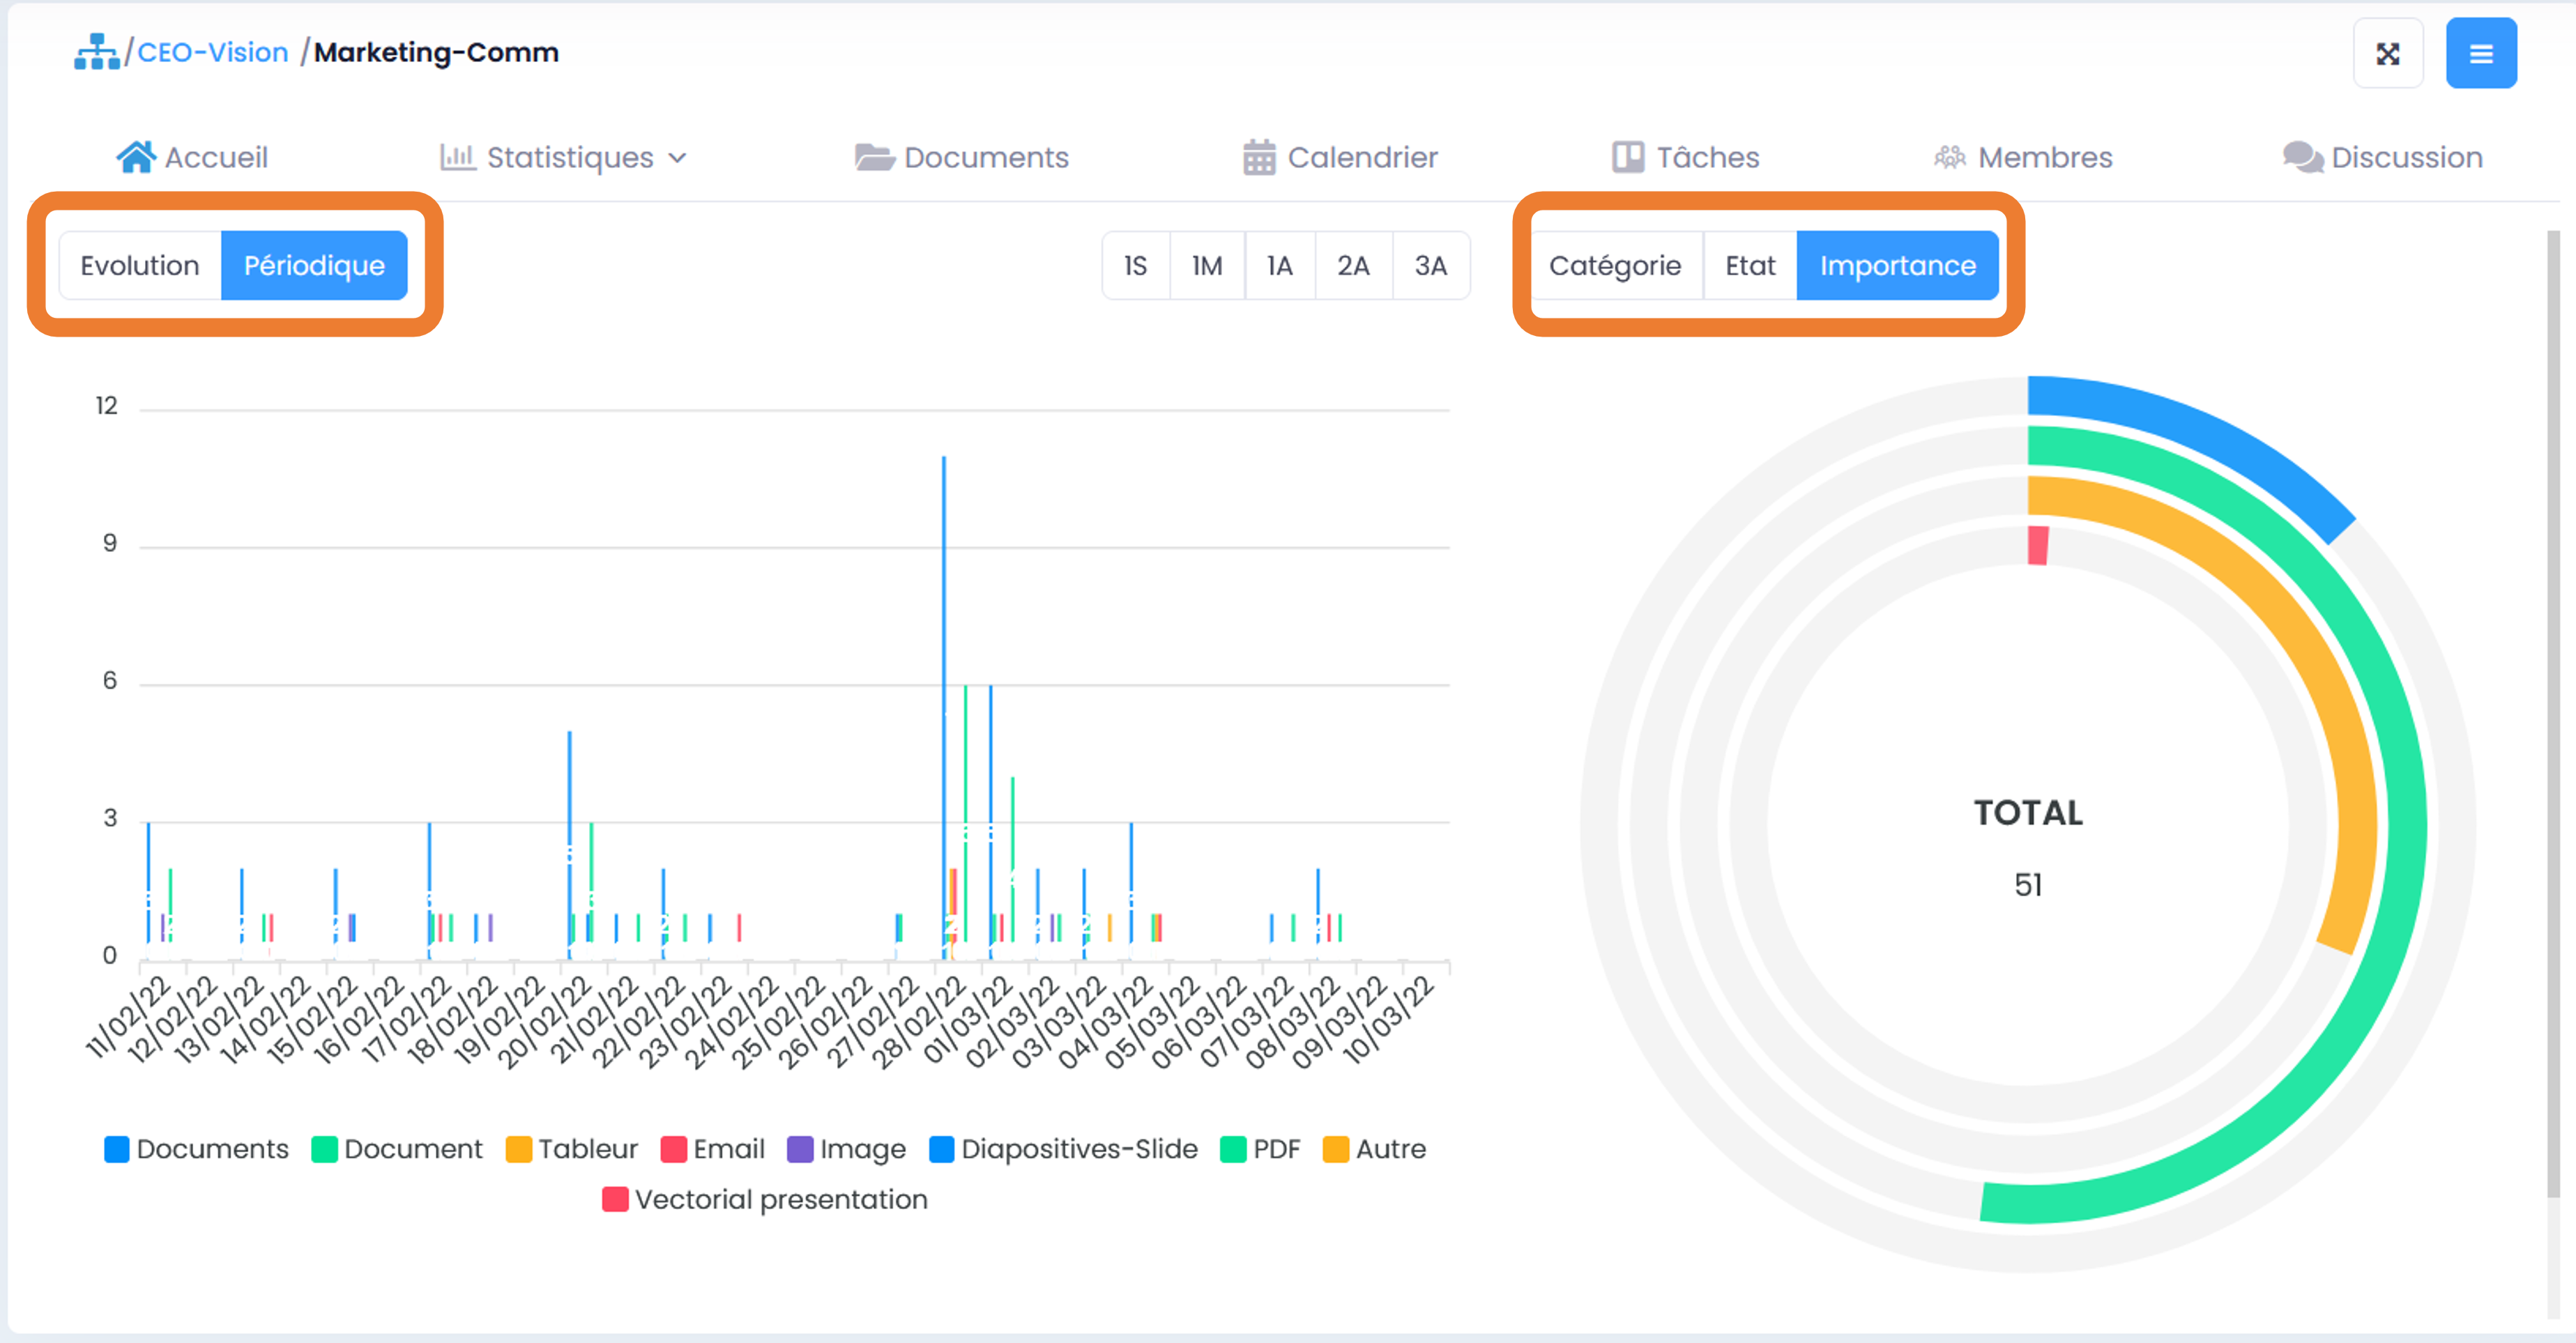 /CEO-Vision /Marketing-Comm
Accueil Statistiques Documents Calendrier Tâches Membres Discussion
Evolution Périodique 1S 1M 1A 2A 3A Catégorie Etat Importance
12
9
6
3
0
11/02/22 12/02/22 13/02/22 14/02/22 15/02/22 16/02/22 17/02/22 18/02/22 19/02/22 20/02/22 21/02/22 22/02/22 23/02/22 24/02/22 25/02/22 26/02/22 27/02/22 28/02/22 01/03/22 02/03/22 03/03/22 04/03/22 05/03/22 06/03/22 07/03/22 08/03/22 09/03/22 10/03/22
Documents Document Tableur Email Image Diapositives-Slide PDF Autre
Vectorial presentation
TOTAL
51